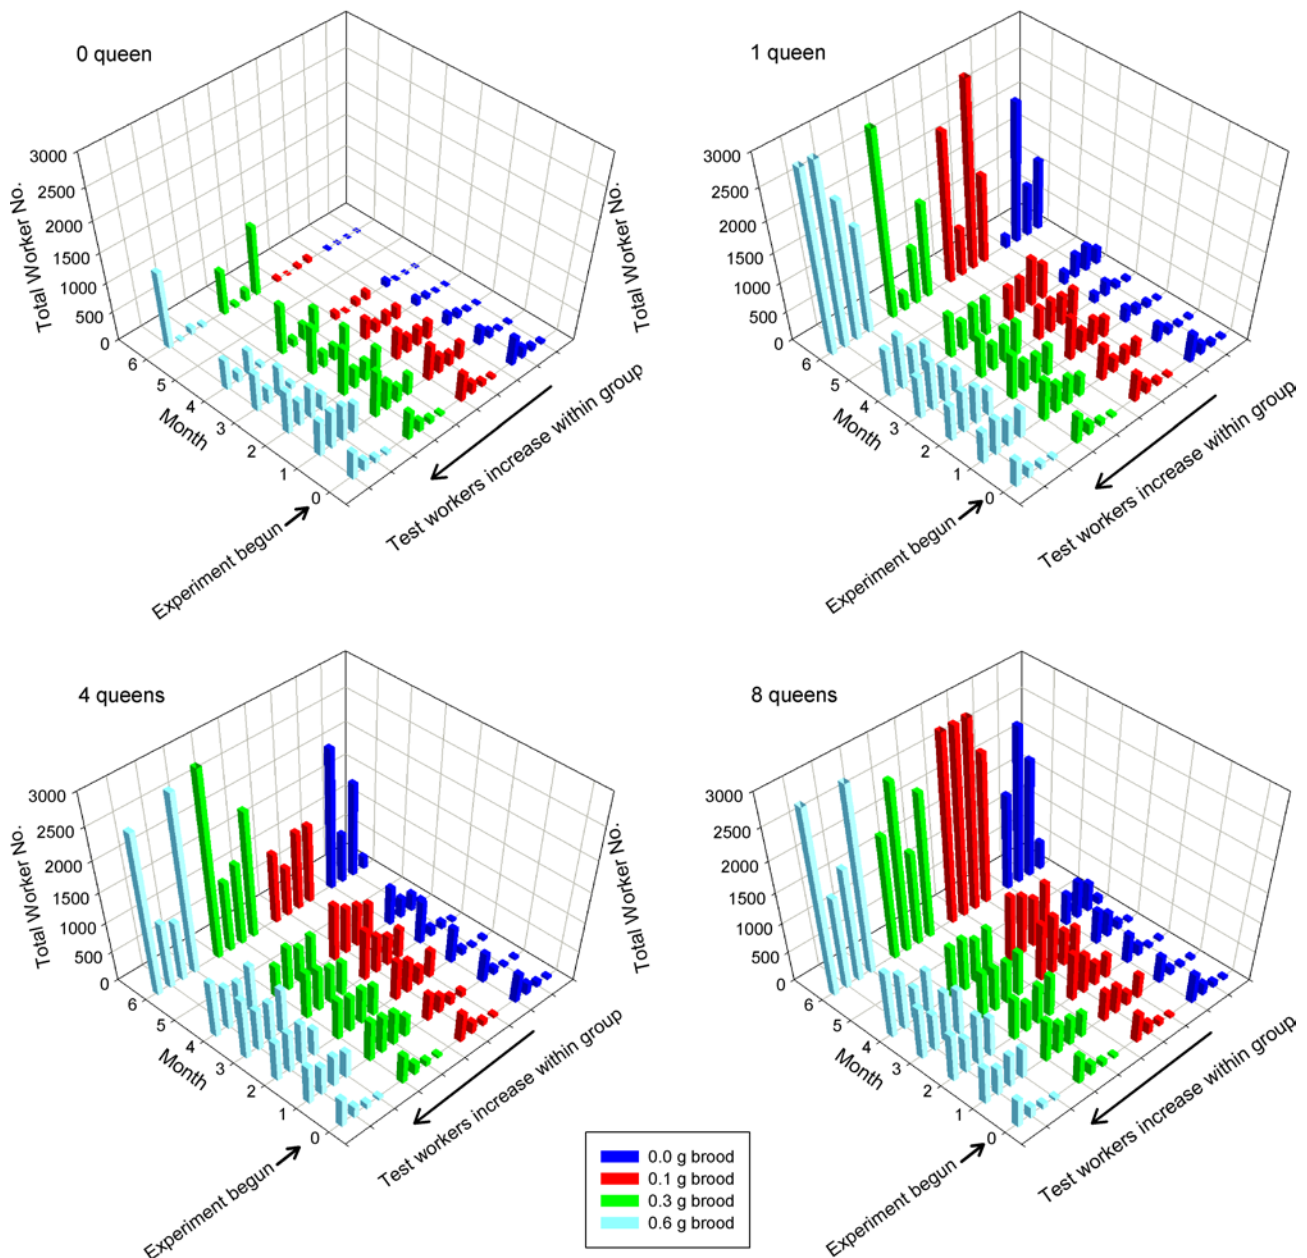 0 queen
3000
2500
2000
1500
1000
500
0
Total Worker No.
6
5
4
3
2
1
0
Month
Total Worker No.
Experiment begun
Test workers increase within group
1 queen
3000
2500
2000
1500
1000
500
0
Total Worker No.
6
5
4
3
2
1
0
Month
Experiment begun
Test workers increase within group
4 queens
3000
2500
2000
1500
1000
500
0
Total Worker No.
6
5
4
3
2
1
0
Month
Total Worker No.
Experiment begun
Test workers increase within group
8 queens
3000
2500
2000
1500
1000
500
0
6
5
4
3
2
1
0
Month
Experiment begun
Test workers increase within group
0.0 g brood
0.1 g brood
0.3 g brood
0.6 g brood